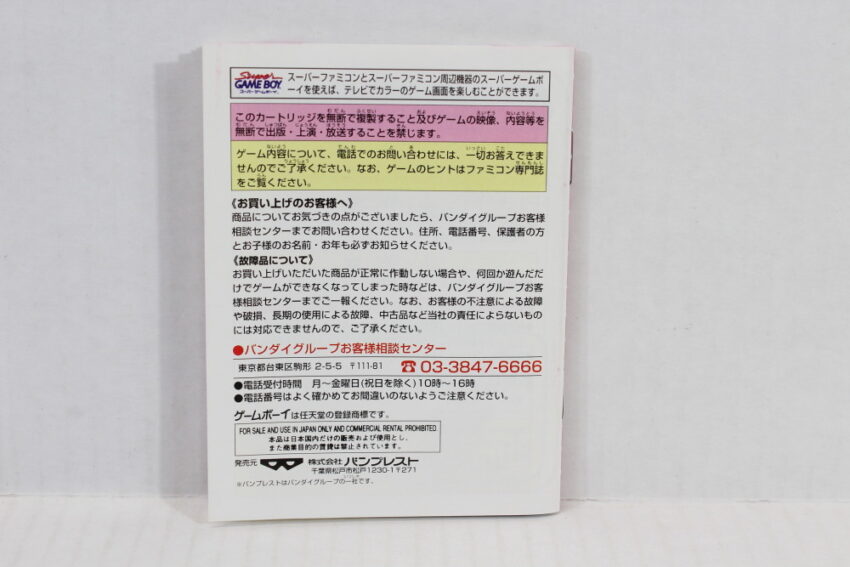 Super
GAME BOY
スーパーゲームボーイ
スーパーファミコンとスーパーファミコン周辺機器のスーパーゲームボ
ーイを使えば、テレビでカラーのゲーム画面を楽しむことができます。
このカートリッジを無断で複製すること及びゲームの映像、内容等を
無断で出版・上演・放送することを禁じます。
ゲーム内容について、電話でのお問い合わせには、一切お答えできま
せんのでご了承ください。なお、ゲームのヒントはファミコン専門誌
をご覧ください。
《お買い上げのお客様へ》
商品についてお気づきの点がございましたら、バンダイグループお客様
相談センターまでお問い合わせください。住所、電話番号、保護者の方
とお子様のお名前・お年も必ずお知らせください。
《故障品について》
お買い上げいただいた商品が正常に作動しない場合や、何回か遊んだだ
けでゲームができなくなってしまった時などは、バンダイグループお客
様相談センターまでご一報ください。なお、お客様の不注意による故障
や破損、長期の使用による故障、中古品など当社の責任によらないもの
には対応できませんので、ご了承ください。
●バンダイグループお客様相談センター
東京都台東区駒形 2-5-5 〒111-81 ☎03-3847-6666
●電話受付時間 月〜金曜日(祝日を除く)10時〜16時
●電話番号はよく確かめてお間違いのないようご注意ください。
ゲームボーイは任天堂の登録商標です。
FOR SALE AND USE IN JAPAN ONLY AND COMMERCIAL RENTAL PROHIBITED.
本品は日本国内だけの販売および使用とし、
また商業目的の賃貸は禁止されています。
発売元 株式会社 バンプレスト
千葉県松戸市松戸1230-1〒271
※バンプレストはバンダイグループの一社です。